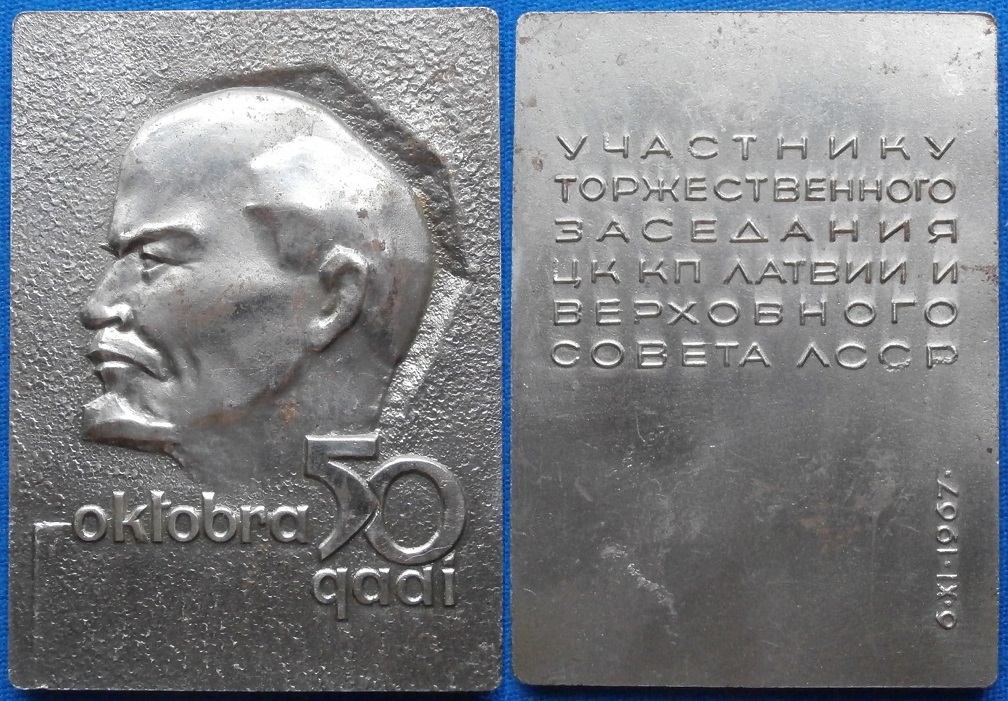 oktobra 50
gadi
УЧАСТНИКУ
ТОРЖЕСТВЕННОГО
ЗАСЕДАНИЯ
ЦК КП ЛАТВИИ И
ВЕРХОВНОГО
СОВЕТА ЛССР
6·XI·1967·